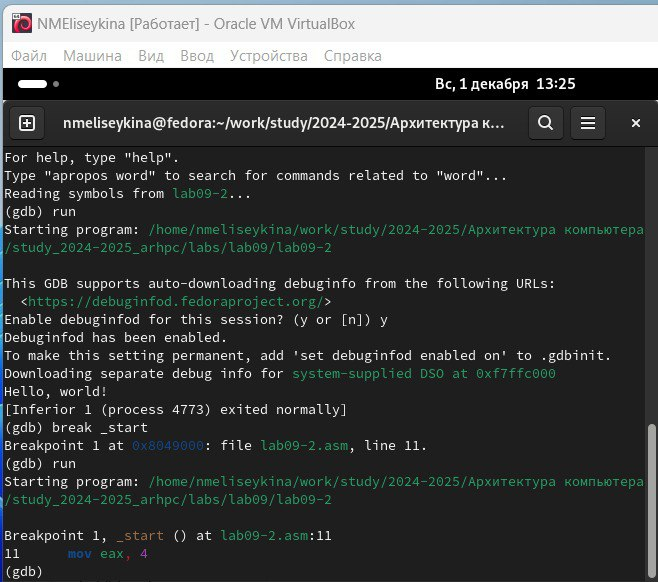 NMEliseykina [Работает] - Oracle VM VirtualBox
Файл Машина Вид Ввод Устройства Справка
Вс, 1 декабря 13:25
nmeliseykina@fedora:~/work/study/2024-2025/Архитектура к...
For help, type "help".
Type "apropos word" to search for commands related to "word"...
Reading symbols from lab09-2...
(gdb) run
Starting program: /home/nmeliseykina/work/study/2024-2025/Архитектура компьютера
/study_2024-2025_arhpc/labs/lab09/lab09-2
This GDB supports auto-downloading debuginfo from the following URLs:
<https://debuginfod.fedoraproject.org/>
Enable debuginfod for this session? (y or [n]) y
Debuginfod has been enabled.
To make this setting permanent, add 'set debuginfod enabled on' to .gdbinit.
Downloading separate debug info for system-supplied DSO at 0xf7ffc000
Hello, world!
[Inferior 1 (process 4773) exited normally]
(gdb) break _start
Breakpoint 1 at 0x8049000: file lab09-2.asm, line 11.
(gdb) run
Starting program: /home/nmeliseykina/work/study/2024-2025/Архитектура компьютера
/study_2024-2025_arhpc/labs/lab09/lab09-2
Breakpoint 1, _start () at lab09-2.asm:11
11 mov eax, 4
(gdb)